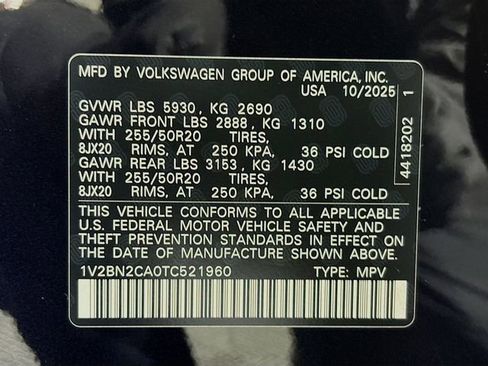 MFD BY VOLKSWAGEN GROUP OF AMERICA, INC.
USA 10/2025
GVWR LBS 5930, KG 2690
GAWR FRONT LBS 2888, KG 1310
WITH 255/50R20 TIRES,
8JX20 RIMS, AT 250 KPA, 36 PSI COLD
GAWR REAR LBS 3153, KG 1430
WITH 255/50R20 TIRES,
8JX20 RIMS, AT 250 KPA, 36 PSI COLD
THIS VEHICLE CONFORMS TO ALL APPLICABLE
U.S. FEDERAL MOTOR VEHICLE SAFETY AND
THEFT PREVENTION STANDARDS IN EFFECT ON
THE DATE OF MANUFACTURE SHOWN ABOVE.
1V2BN2CA0TC521960 TYPE: MPV
4418202 1